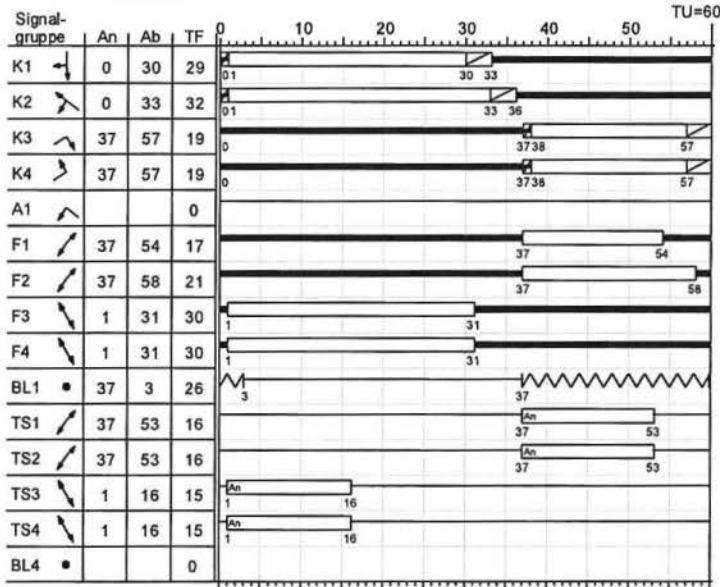 TU=60
Signal-
gruppe An Ab TF 0 10 20 30 40 50
K1 0 30 29
0 1 30 33
K2 0 33 32
0 1 33 36
K3 37 57 19
0 37 38 57
K4 37 57 19
0 37 38 57
A1 0
F1 37 54 17
37 54
F2 37 58 21
37 58
F3 1 31 30
1 31
F4 1 31 30
1 31
BL1 37 3 26
3 37
TS1 37 53 16 An
37 53
TS2 37 53 16 An
37 53
TS3 1 16 15 An
1 16
TS4 1 16 15 An
1 16
BL4 0